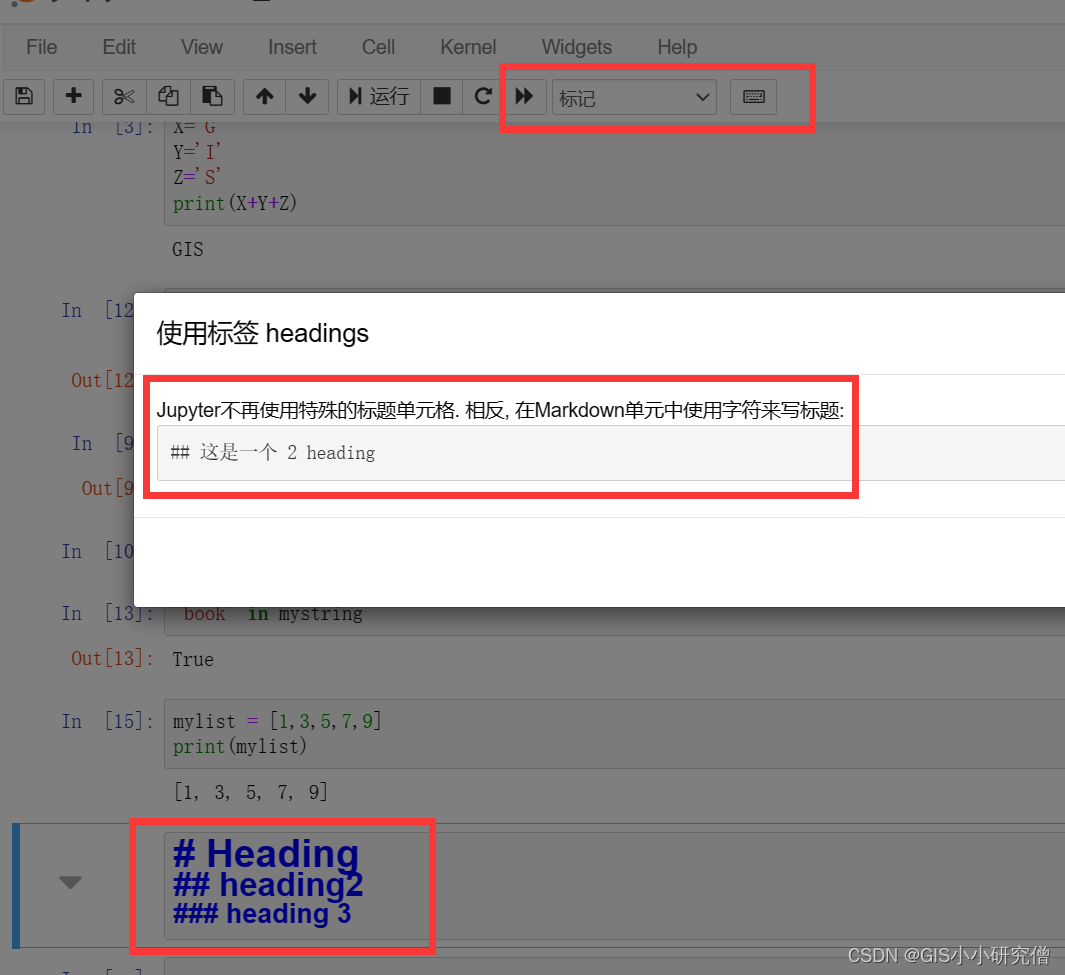 File Edit View Insert Cell Kernel Widgets Help
运行 标记
In [3]: X='G'
Y='I'
Z='S'
print(X+Y+Z)
GIS
In [12
使用标签 headings
Out[12
Jupyter不再使用特殊的标题单元格. 相反, 在Markdown单元中使用字符来写标题:
In [9
## 这是一个 2 heading
Out[9
In [10
In [13]: 'book' in mystring
Out[13]: True
In [15]: mylist = [1,3,5,7,9]
print(mylist)
[1, 3, 5, 7, 9]
# Heading
## heading2
### heading 3
CSDN @GIS小小研究僧